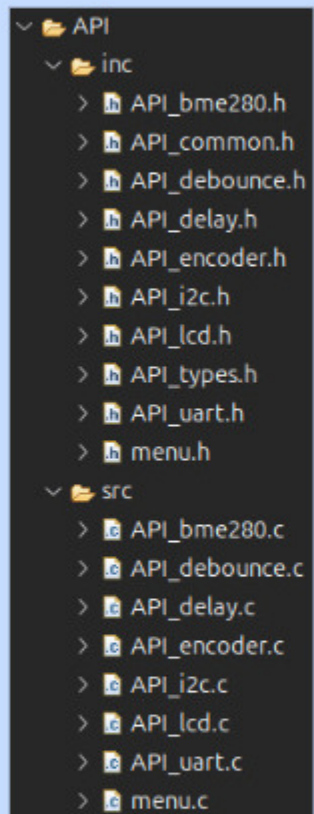 API
inc
API_bme280.h
API_common.h
API_debounce.h
API_delay.h
API_encoder.h
API_i2c.h
API_lcd.h
API_types.h
API_uart.h
menu.h
src
API_bme280.c
API_debounce.c
API_delay.c
API_encoder.c
API_i2c.c
API_lcd.c
API_uart.c
menu.c